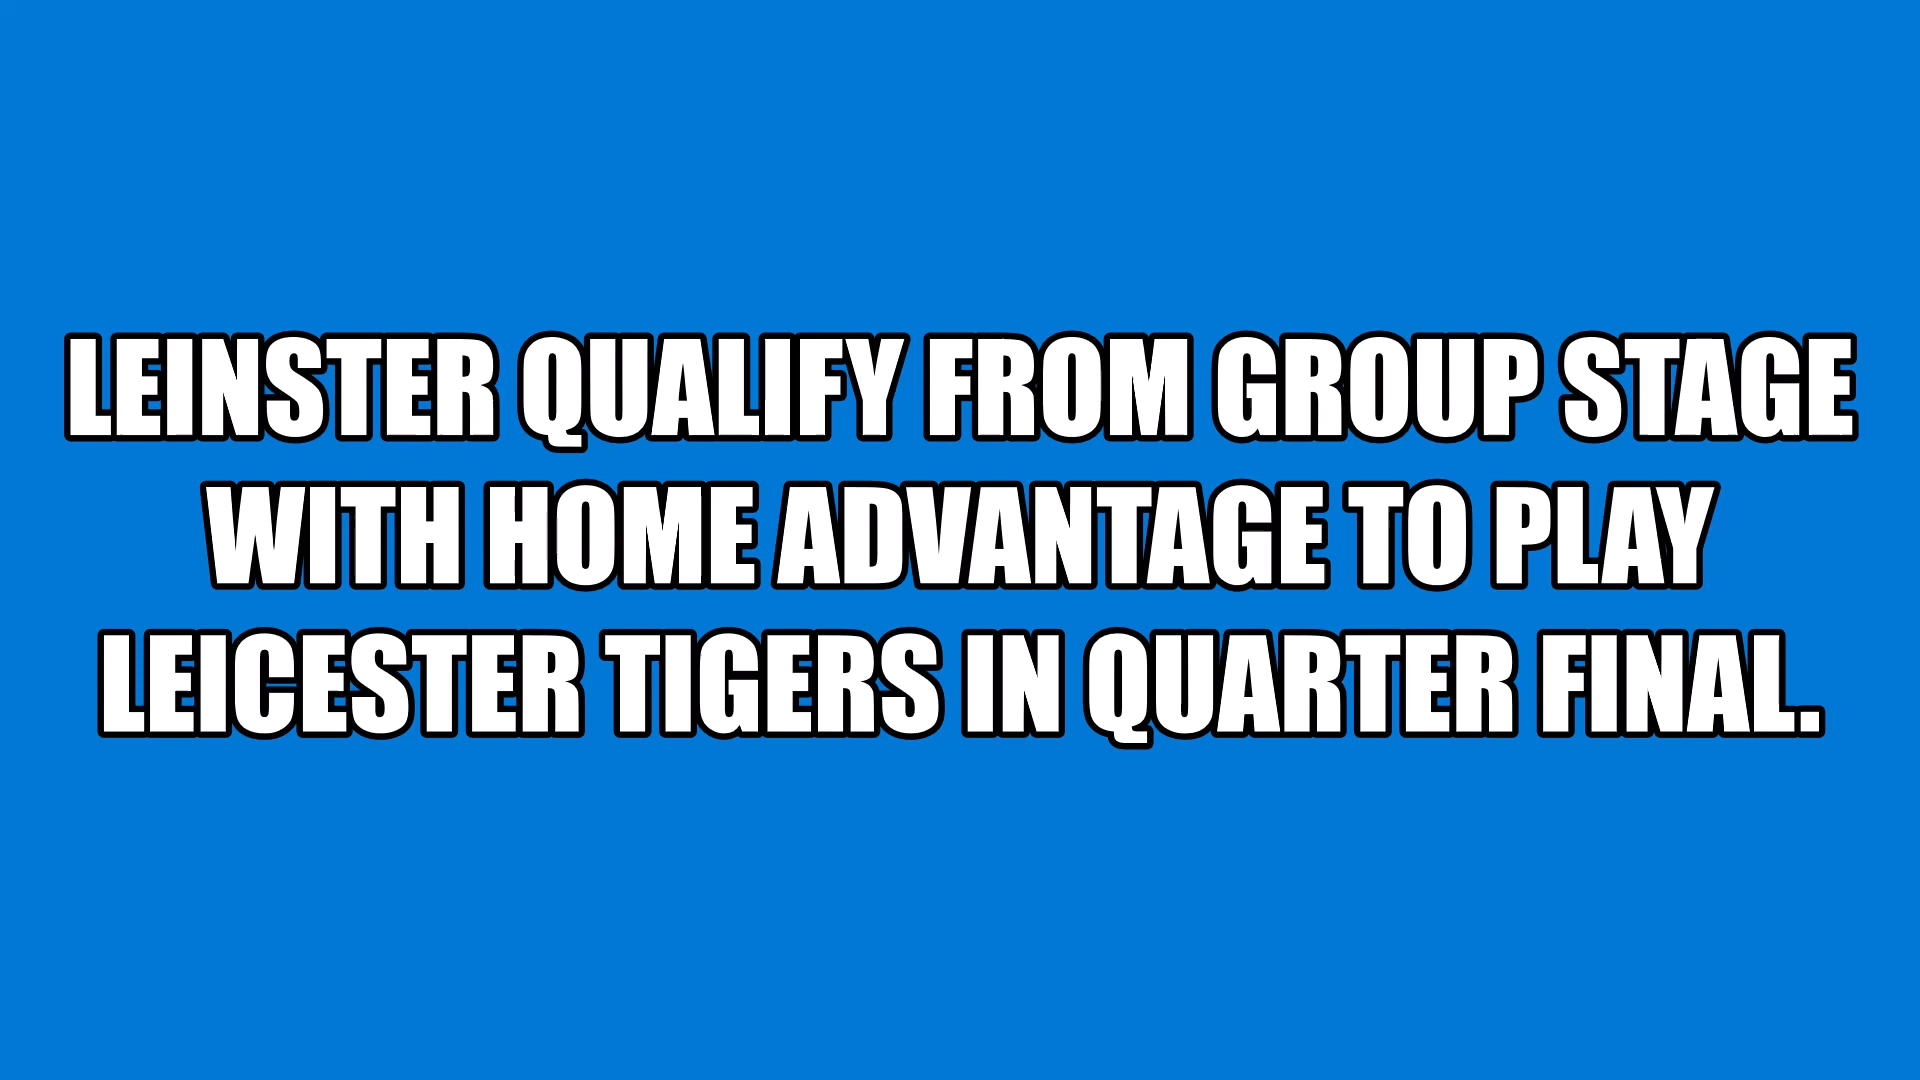 LEINSTER QUALIFY FROM GROUP STAGE
WITH HOME ADVANTAGE TO PLAY
LEICESTER TIGERS IN QUARTER FINAL.